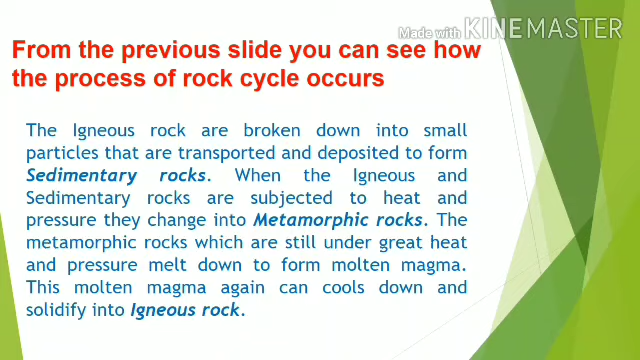 Made with KINEMASTER
From the previous slide you can see how
the process of rock cycle occurs
The Igneous rock are broken down into small
particles that are transported and deposited to form
Sedimentary rocks. When the Igneous and
Sedimentary rocks are subjected to heat and
pressure they change into Metamorphic rocks. The
metamorphic rocks which are still under great heat
and pressure melt down to form molten magma.
This molten magma again can cools down and
solidify into Igneous rock.